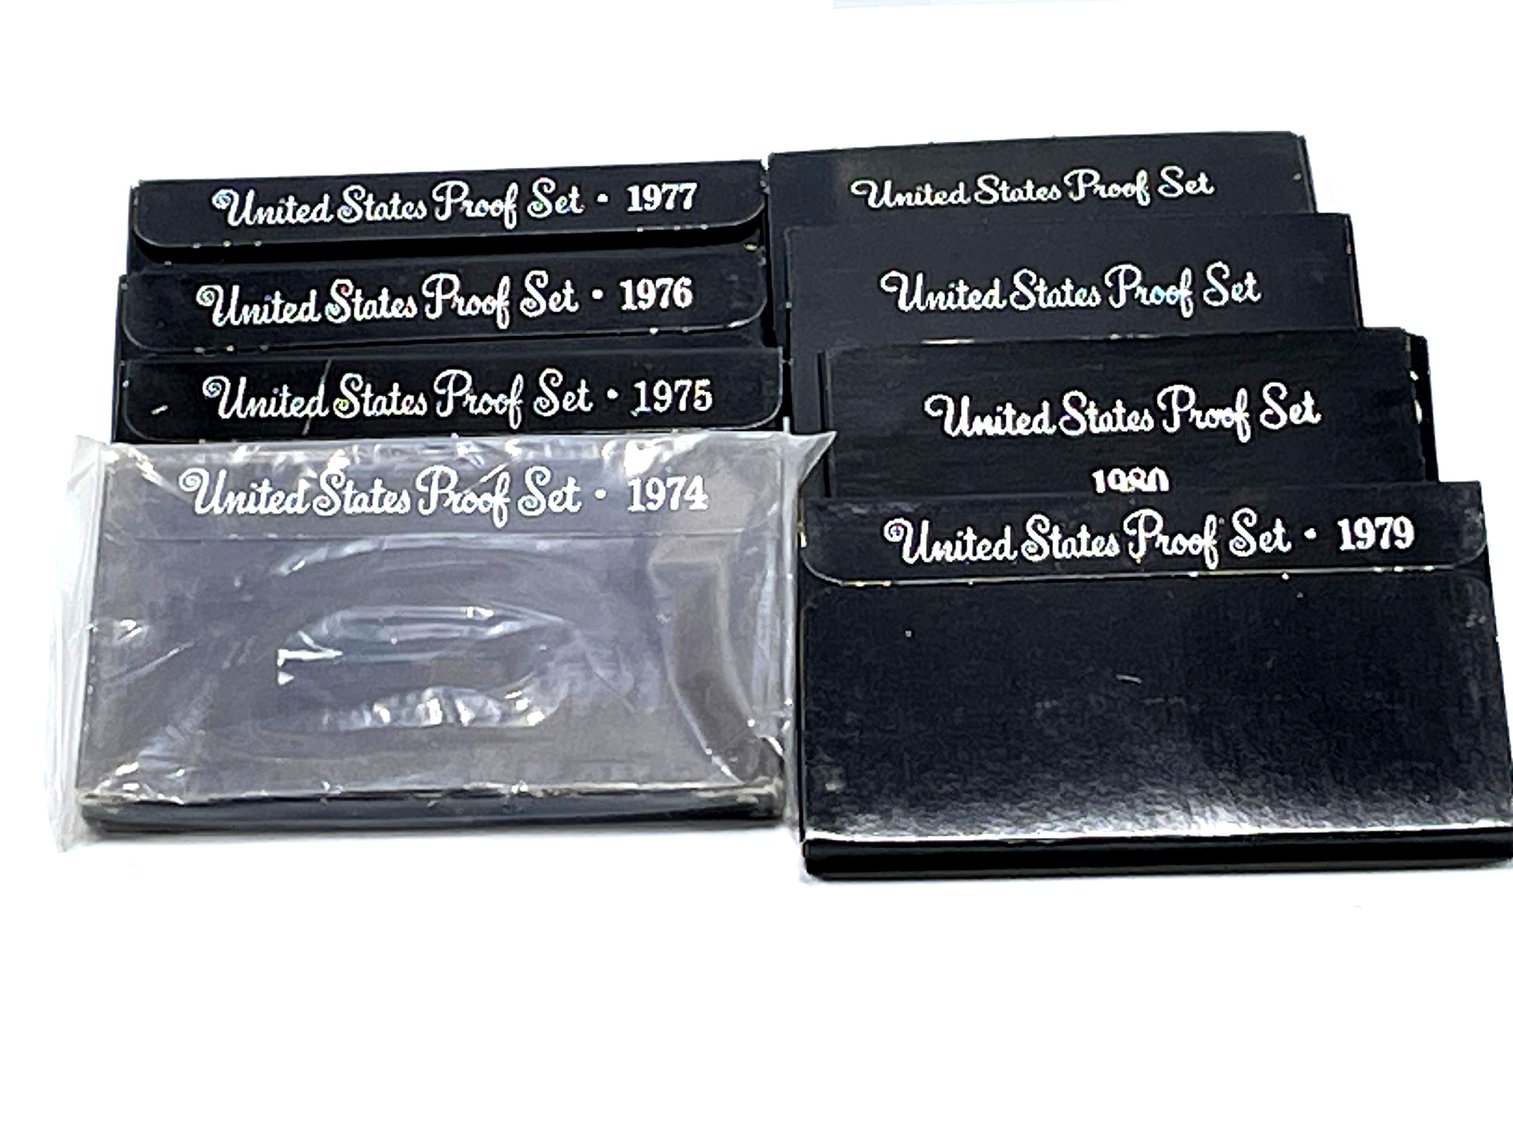 United States Proof Set • 1977
United States Proof Set • 1976
United States Proof Set • 1975
United States Proof Set • 1974
United States Proof Set
United States Proof Set
United States Proof Set
1980
United States Proof Set • 1979